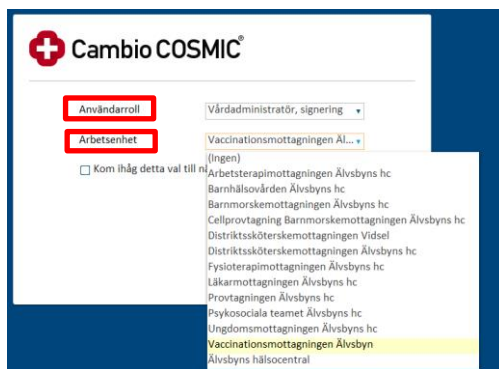 Cambio COSMIC®
Användarroll Vårdadministratör, signering
Arbetsenhet Vaccinationsmottagningen Äl...
Kom ihåg detta val till nä
(Ingen)
Arbetsterapimottagningen Älvsbyns hc
Barnhälsovården Älvsbyns hc
Barnmorskemottagningen Älvsbyns hc
Cellprovtagning Barnmorskemottagningen Älvsbyns hc
Distriktssköterskemottagningen Vidsel
Distriktssköterskemottagningen Älvsbyns hc
Fysioterapimottagningen Älvsbyns hc
Läkarmottagningen Älvsbyns hc
Provtagningen Älvsbyns hc
Psykosociala teamet Älvsbyns hc
Ungdomsmottagningen Älvsbyns hc
Vaccinationsmottagningen Älvsbyn
Älvsbyns hälsocentral